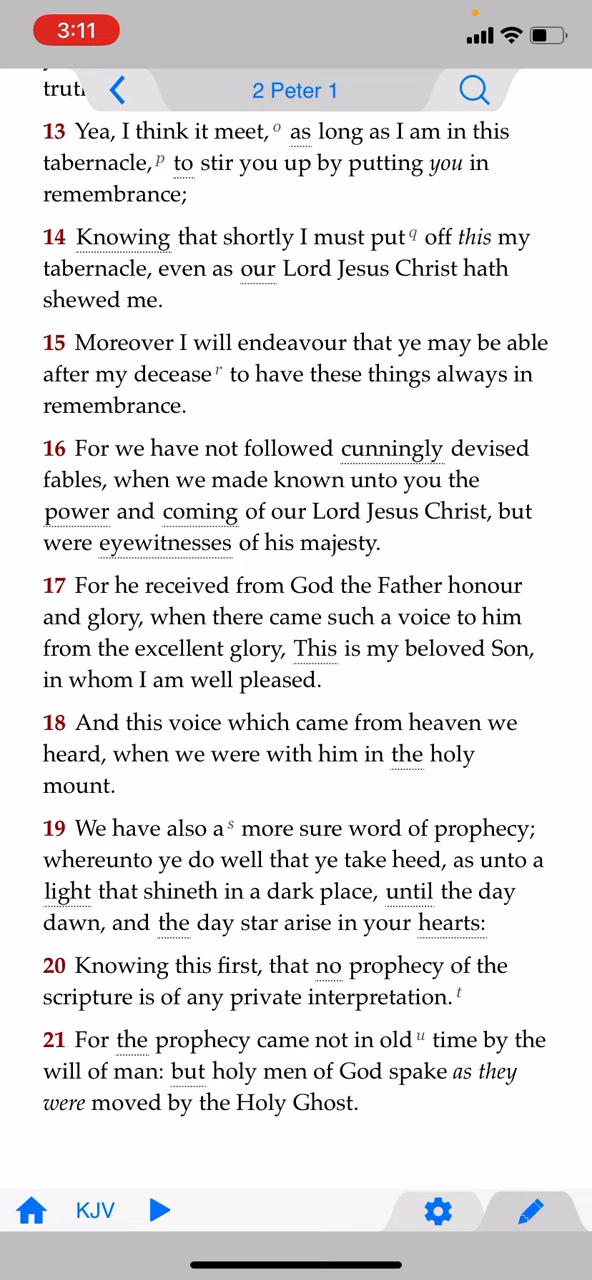 3:11
trut
2 Peter 1
13 Yea, I think it meet, o as long as I am in this
tabernacle, p to stir you up by putting you in
remembrance;
14 Knowing that shortly I must put q off this my
tabernacle, even as our Lord Jesus Christ hath
shewed me.
15 Moreover I will endeavour that ye may be able
after my decease r to have these things always in
remembrance.
16 For we have not followed cunningly devised
fables, when we made known unto you the
power and coming of our Lord Jesus Christ, but
were eyewitnesses of his majesty.
17 For he received from God the Father honour
and glory, when there came such a voice to him
from the excellent glory, This is my beloved Son,
in whom I am well pleased.
18 And this voice which came from heaven we
heard, when we were with him in the holy
mount.
19 We have also a s more sure word of prophecy;
whereunto ye do well that ye take heed, as unto a
light that shineth in a dark place, until the day
dawn, and the day star arise in your hearts:
20 Knowing this first, that no prophecy of the
scripture is of any private interpretation. t
21 For the prophecy came not in old u time by the
will of man: but holy men of God spake as they
were moved by the Holy Ghost.
KJV